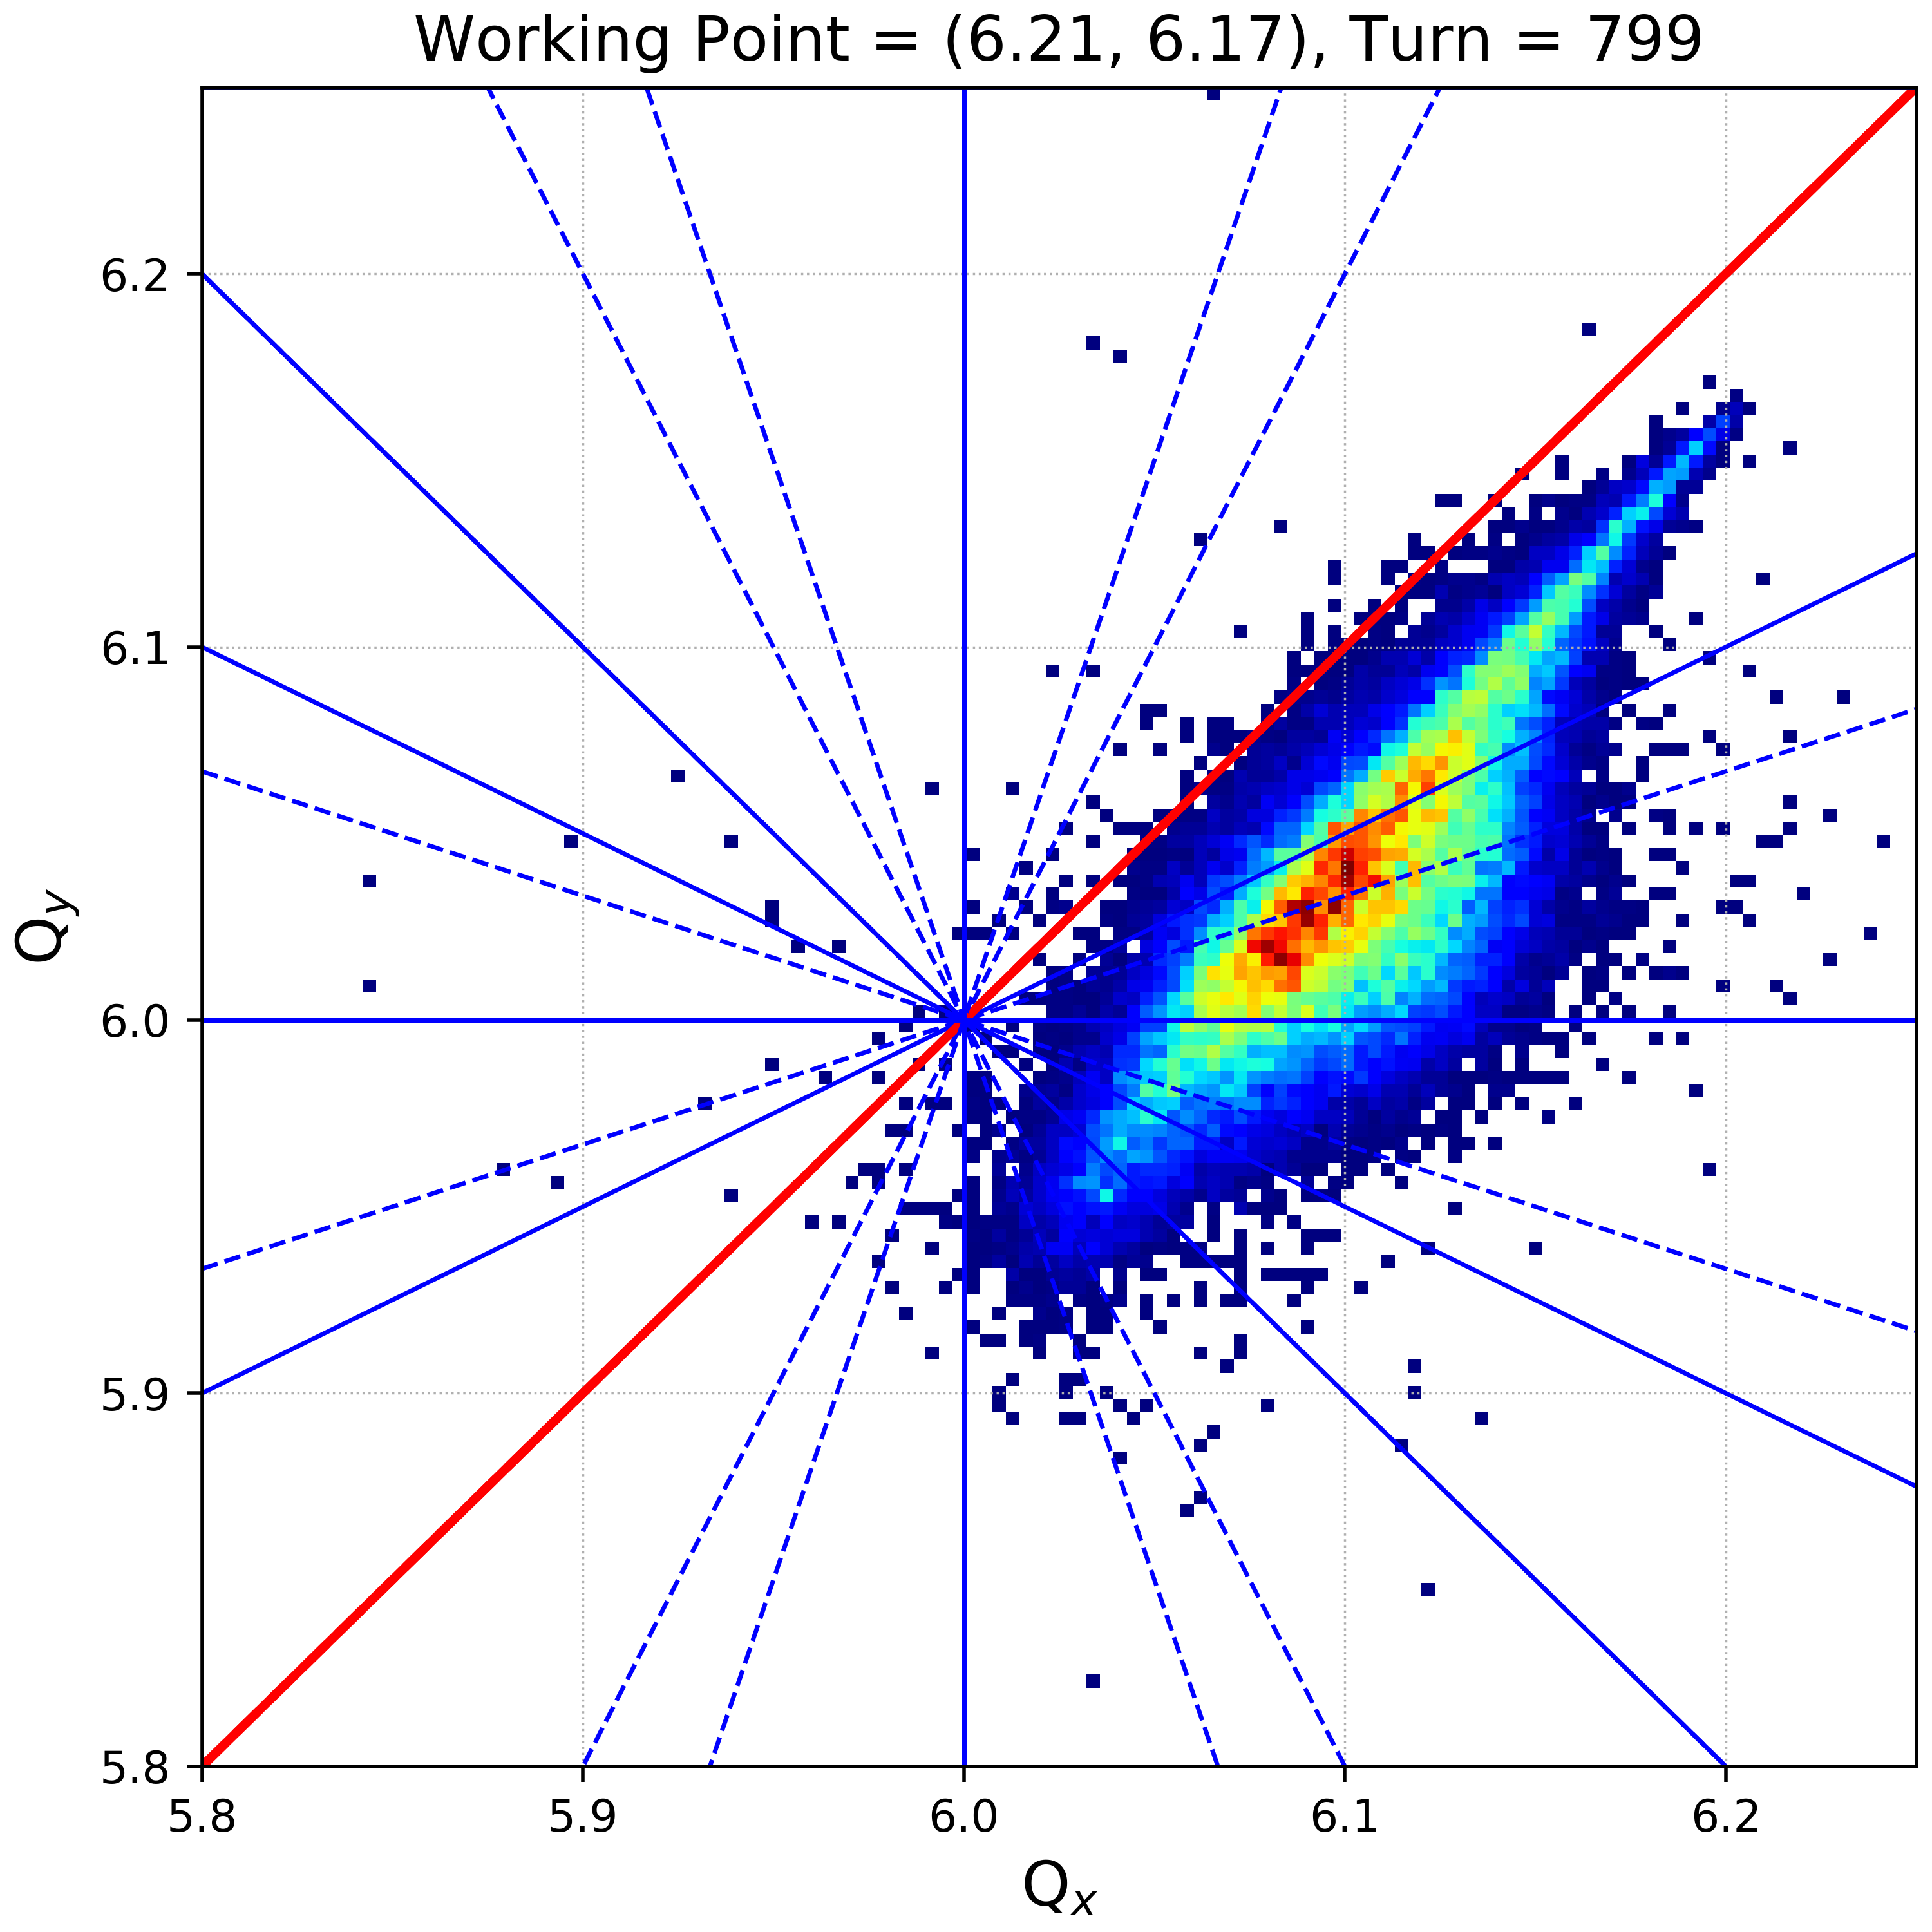 Working Point = (6.21, 6.17), Turn = 799
6.2
6.1
6.0
5.9
5.8
Qy
5.8 5.9 6.0 6.1 6.2
Qx